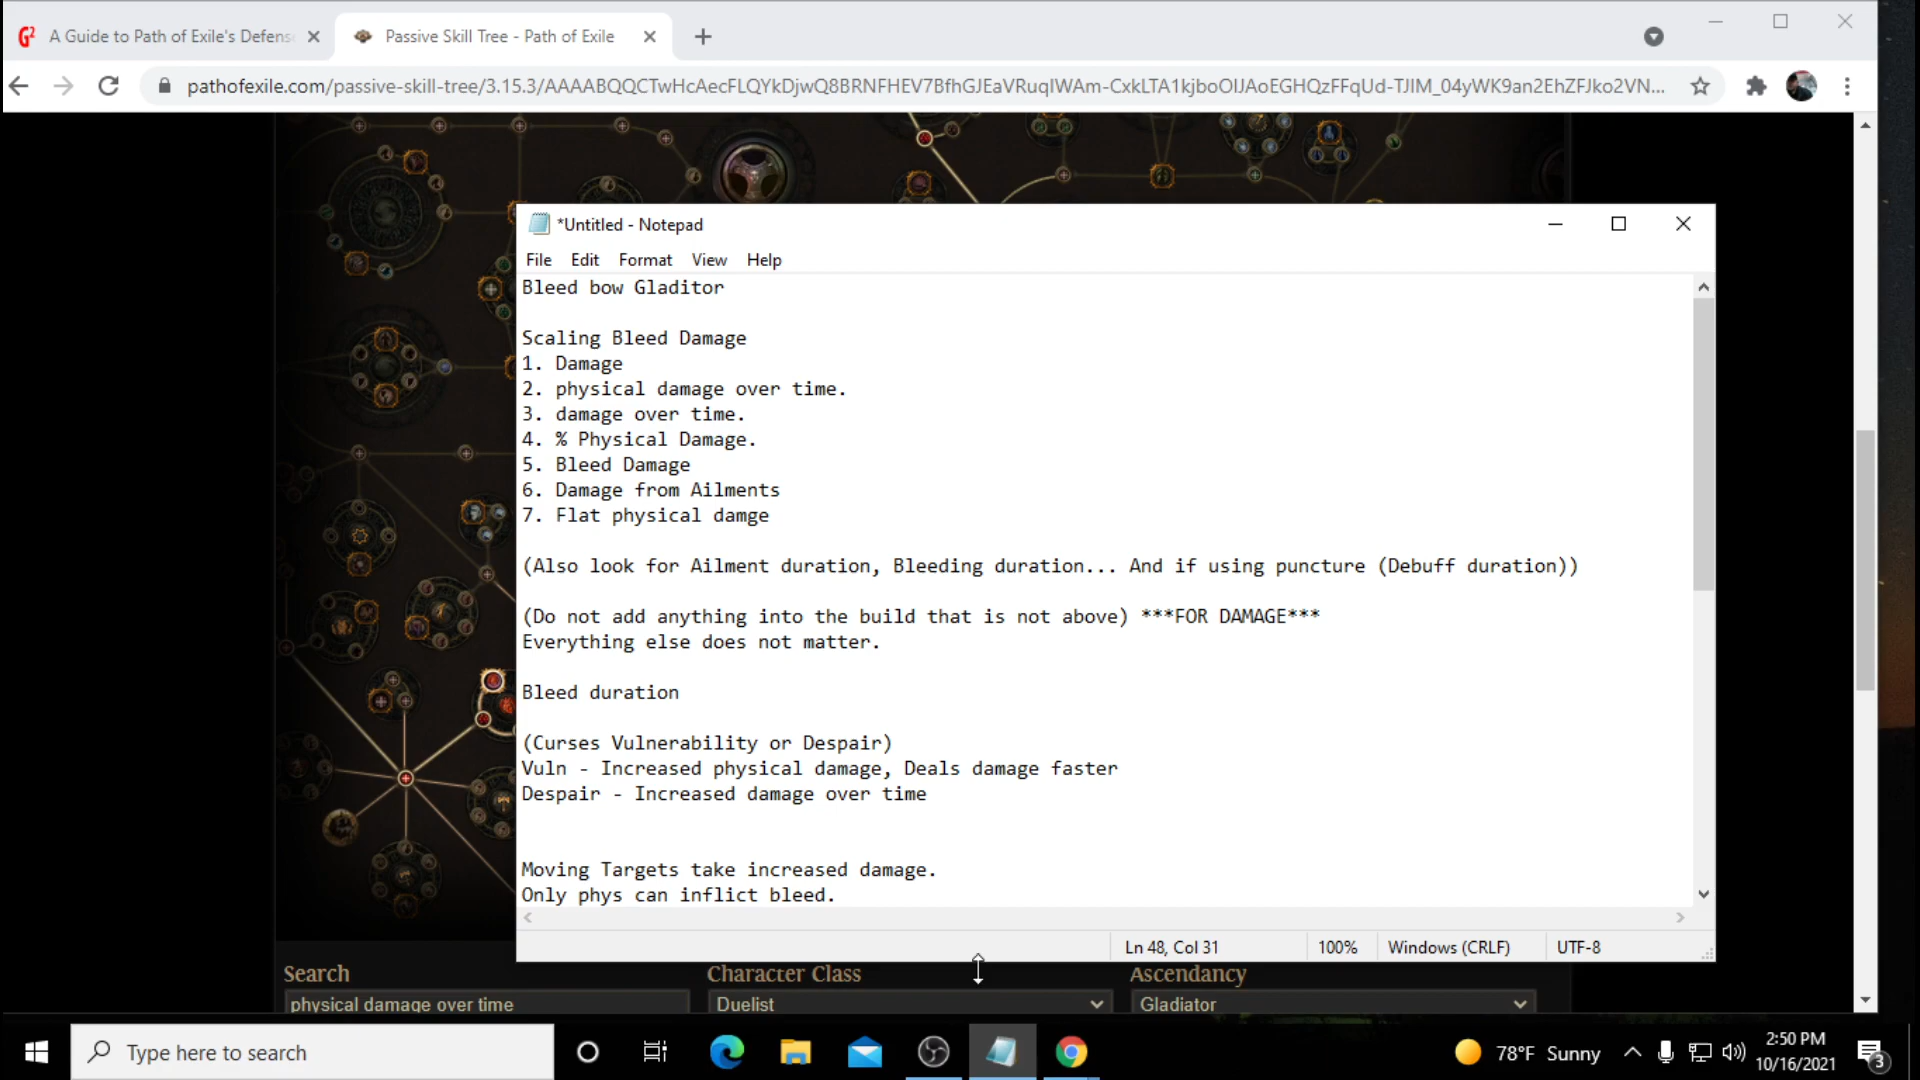 A Guide to Path of Exile's Defens
Passive Skill Tree - Path of Exile
pathofexile.com/passive-skill-tree/3.15.3/AAAABQQCTwHcAecFLQYkDjwQ8BRNFHEV7BfhGJEaVRuqIWAm-CxkLTA1kjboOIJAoEGHQzFFqUd-TJIM_04yWK9an2EhZFJko2VN...
*Untitled - Notepad
File Edit Format View Help
Bleed bow Gladitor
Scaling Bleed Damage
1. Damage
2. physical damage over time.
3. damage over time.
4. % Physical Damage.
5. Bleed Damage
6. Damage from Ailments
7. Flat physical damge
(Also look for Ailment duration, Bleeding duration... And if using puncture (Debuff duration))
(Do not add anything into the build that is not above) ***FOR DAMAGE***
Everything else does not matter.
Bleed duration
(Curses Vulnerability or Despair)
Vuln - Increased physical damage, Deals damage faster
Despair - Increased damage over time
Moving Targets take increased damage.
Only phys can inflict bleed.
Ln 48, Col 31 100% Windows (CRLF) UTF-8
Search Character Class Ascendancy
physical damage over time Duelist Gladiator
Type here to search
78°F Sunny
2:50 PM
10/16/2021
3